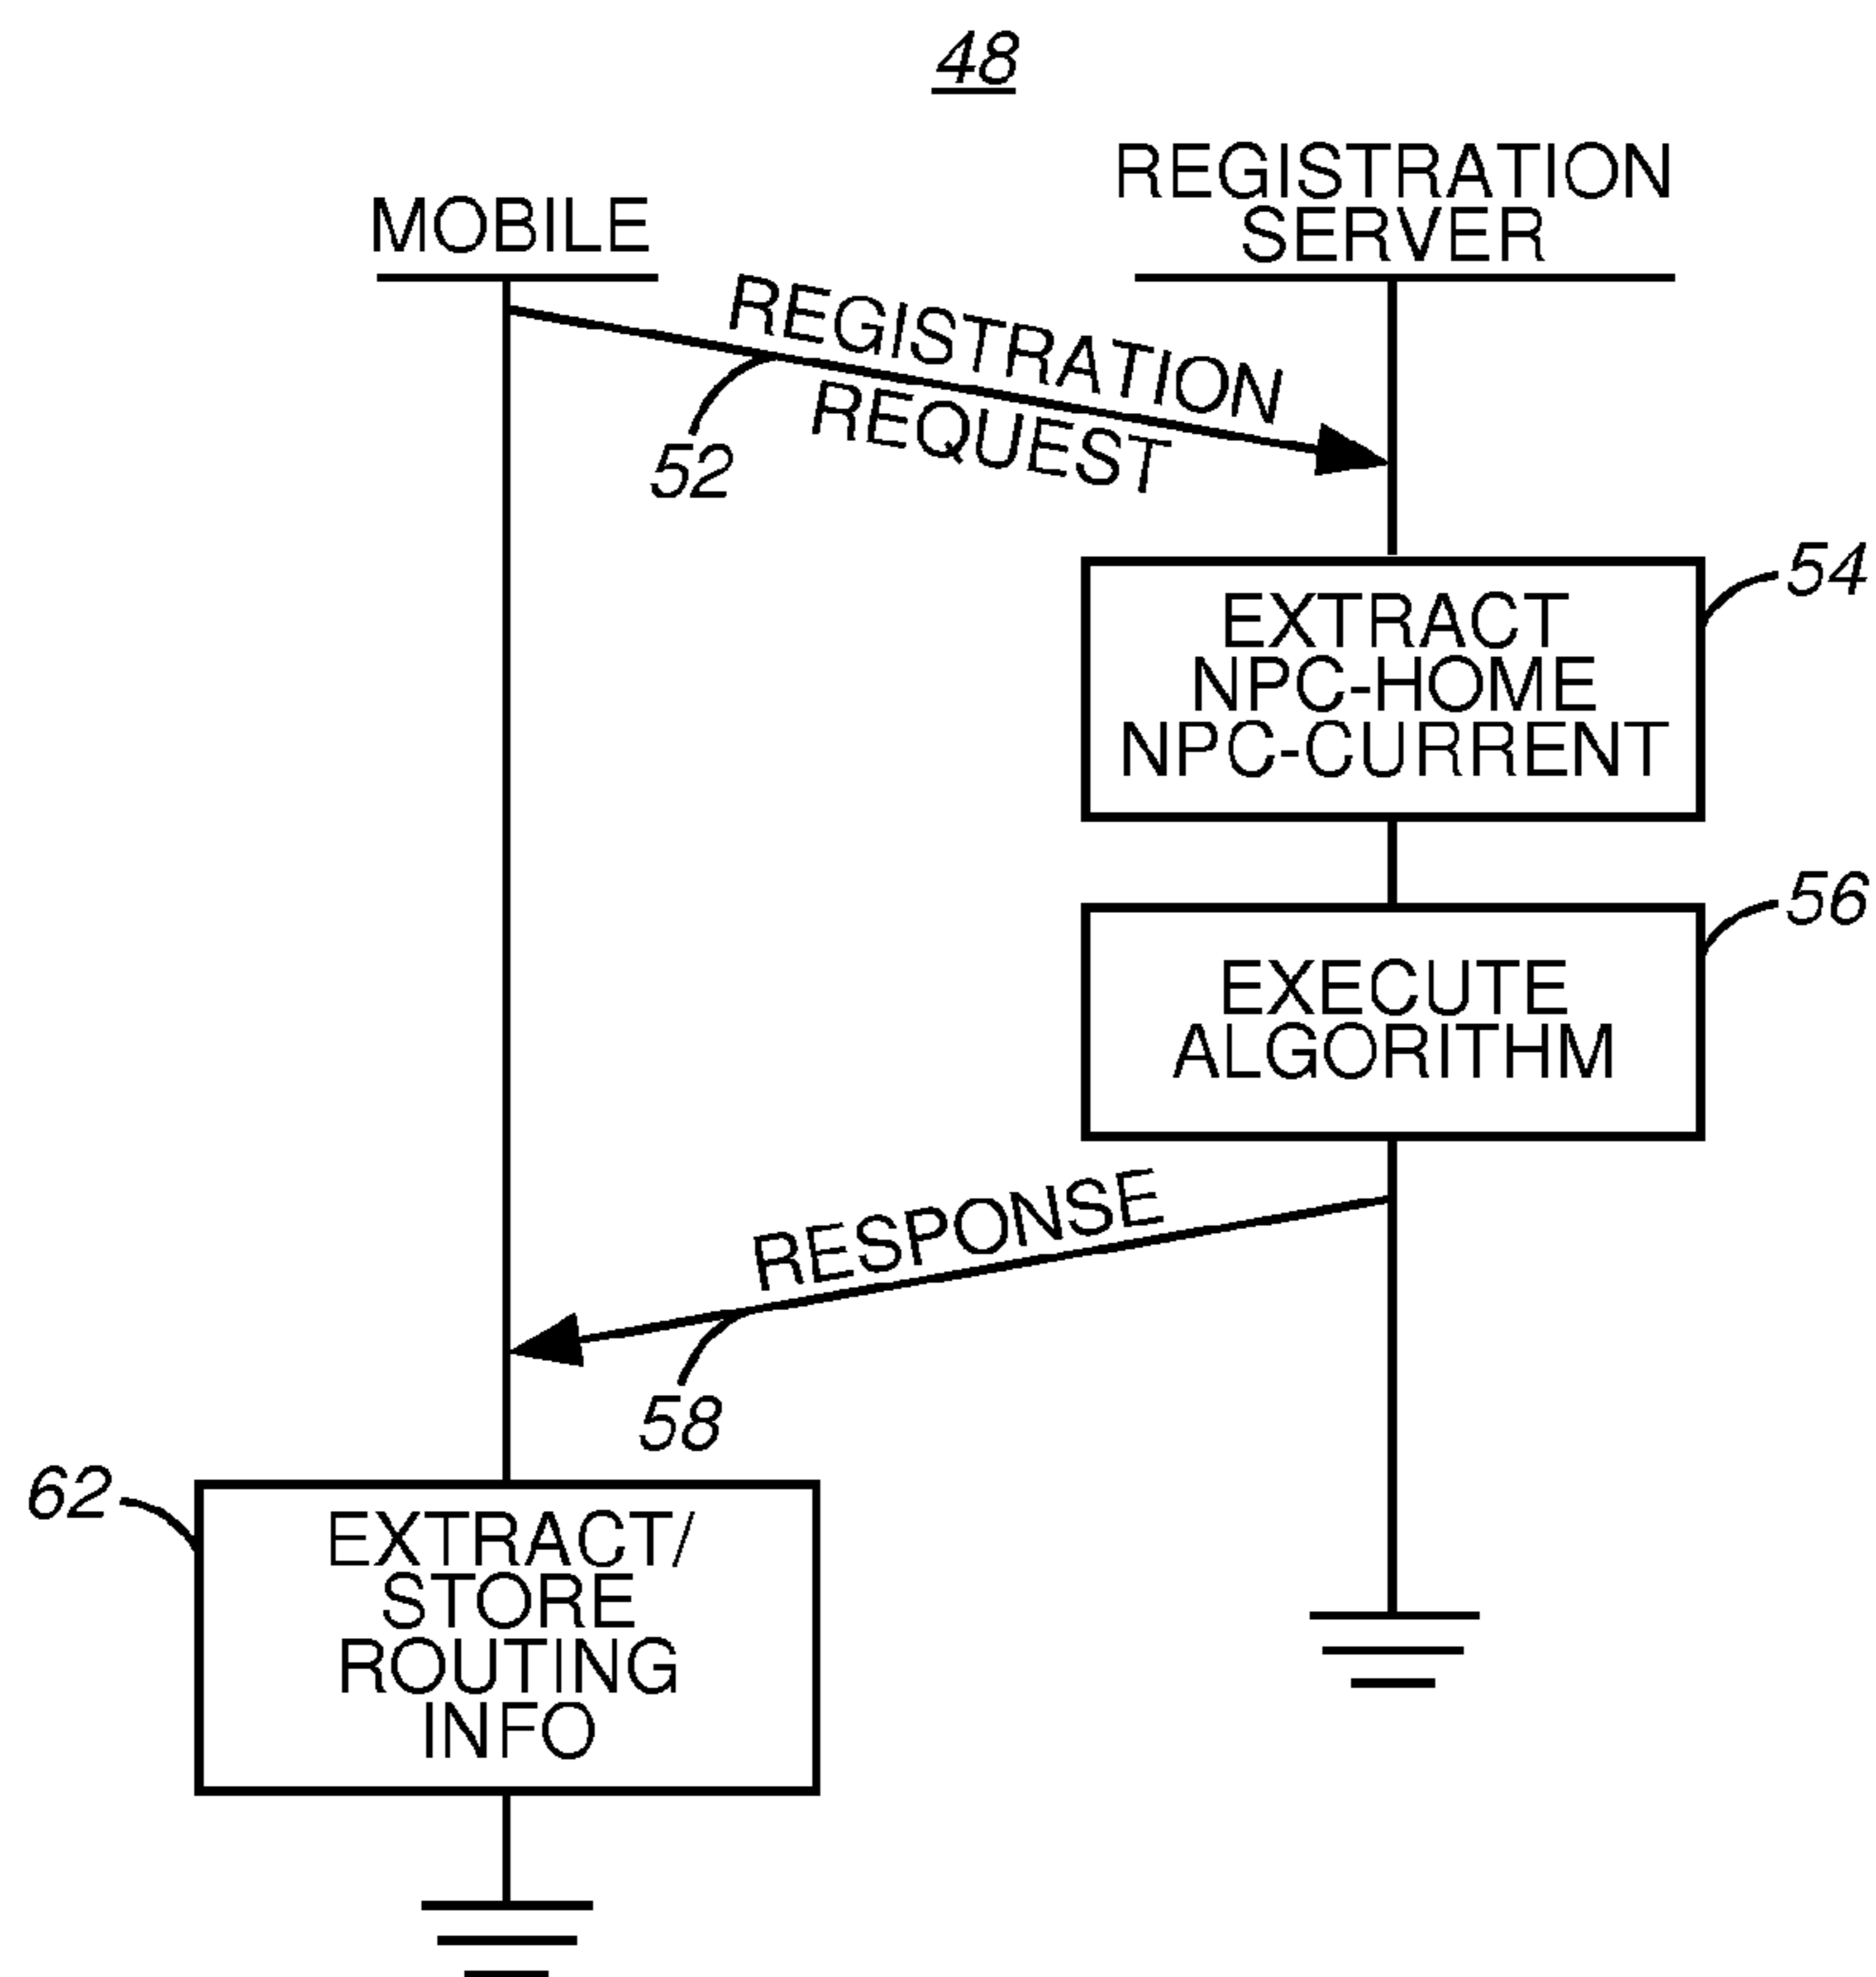 48
MOBILE
REGISTRATION
SERVER
REGISTRATION
REQUEST
52
EXTRACT
NPC-HOME
NPC-CURRENT
54
EXECUTE
ALGORITHM
56
RESPONSE
58
EXTRACT/
STORE
ROUTING
INFO
62